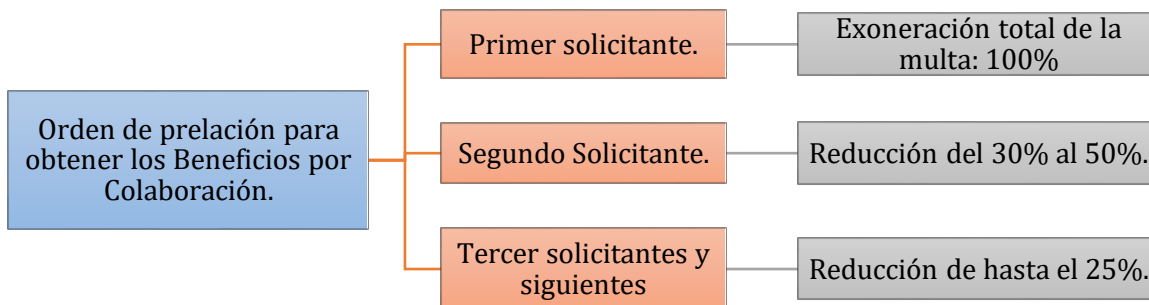 Orden de prelación para
obtener los Beneficios por
Colaboración.
Primer solicitante.
Exoneración total de la
multa: 100%
Segundo Solicitante.
Reducción del 30% al 50%.
Tercer solicitantes y
siguientes
Reducción de hasta el 25%.